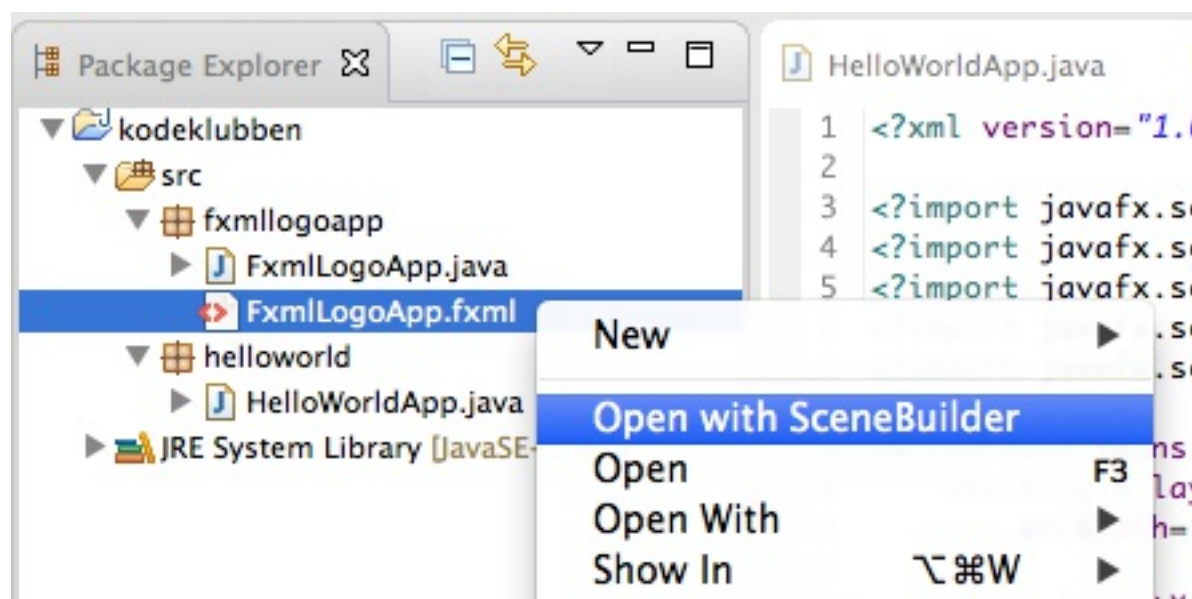 Package Explorer
kodeklubben
src
fxmllogoapp
FxmlLogoApp.java
FxmlLogoApp.fxml
helloworld
HelloWorldApp.java
JRE System Library [JavaSE-
HelloWorldApp.java
1 <?xml version="1.
2
3 <?import javafx.s
4 <?import javafx.s
5 <?import javafx.s
.s
.s
ns
lay
h=
New
Open with SceneBuilder
Open F3
Open With
Show In ⌥⌘W